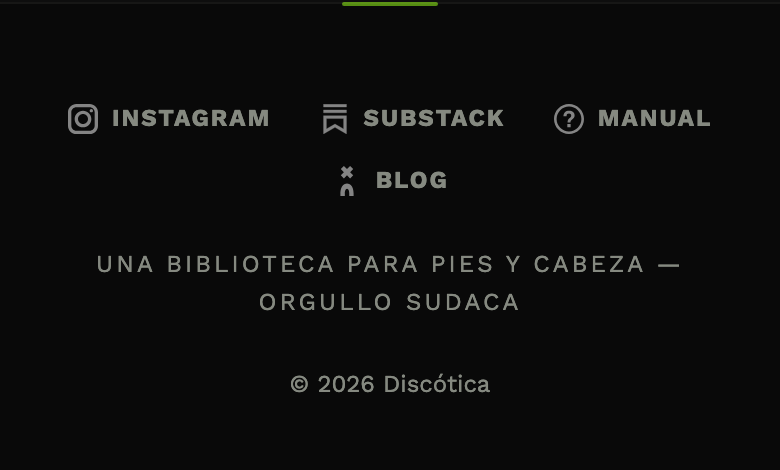 INSTAGRAM SUBSTACK MANUAL
BLOG
UNA BIBLIOTECA PARA PIES Y CABEZA —
ORGULLO SUDACA
© 2026 Discótica